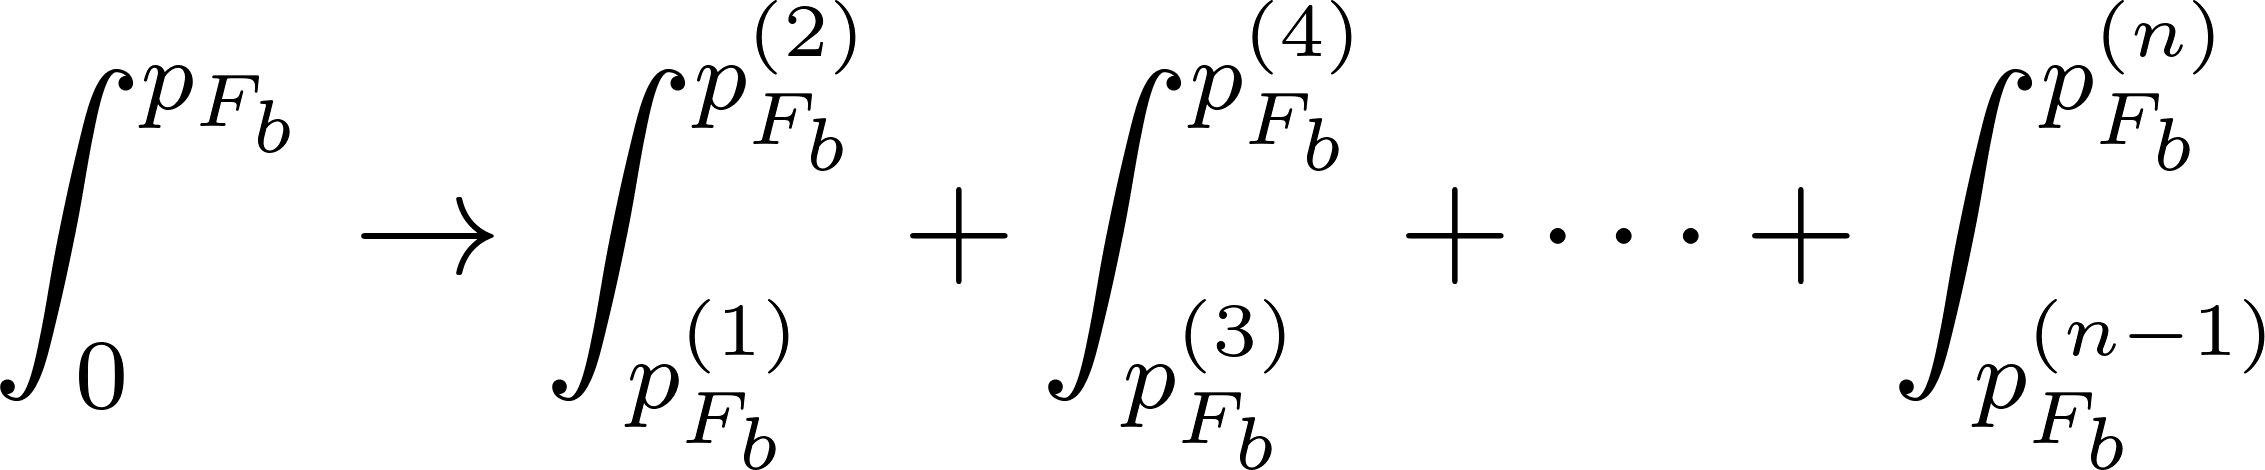 \int_0^{p_{F_b}} \rightarrow \int_{p_{F_b}^{(1)}}^{p_{F_b}^{(2)}} + \int_{p_{F_b}^{(3)}}^{p_{F_b}^{(4)}} + \cdots + \int_{p_{F_b}^{(n-1)}}^{p_{F_b}^{(n)}}